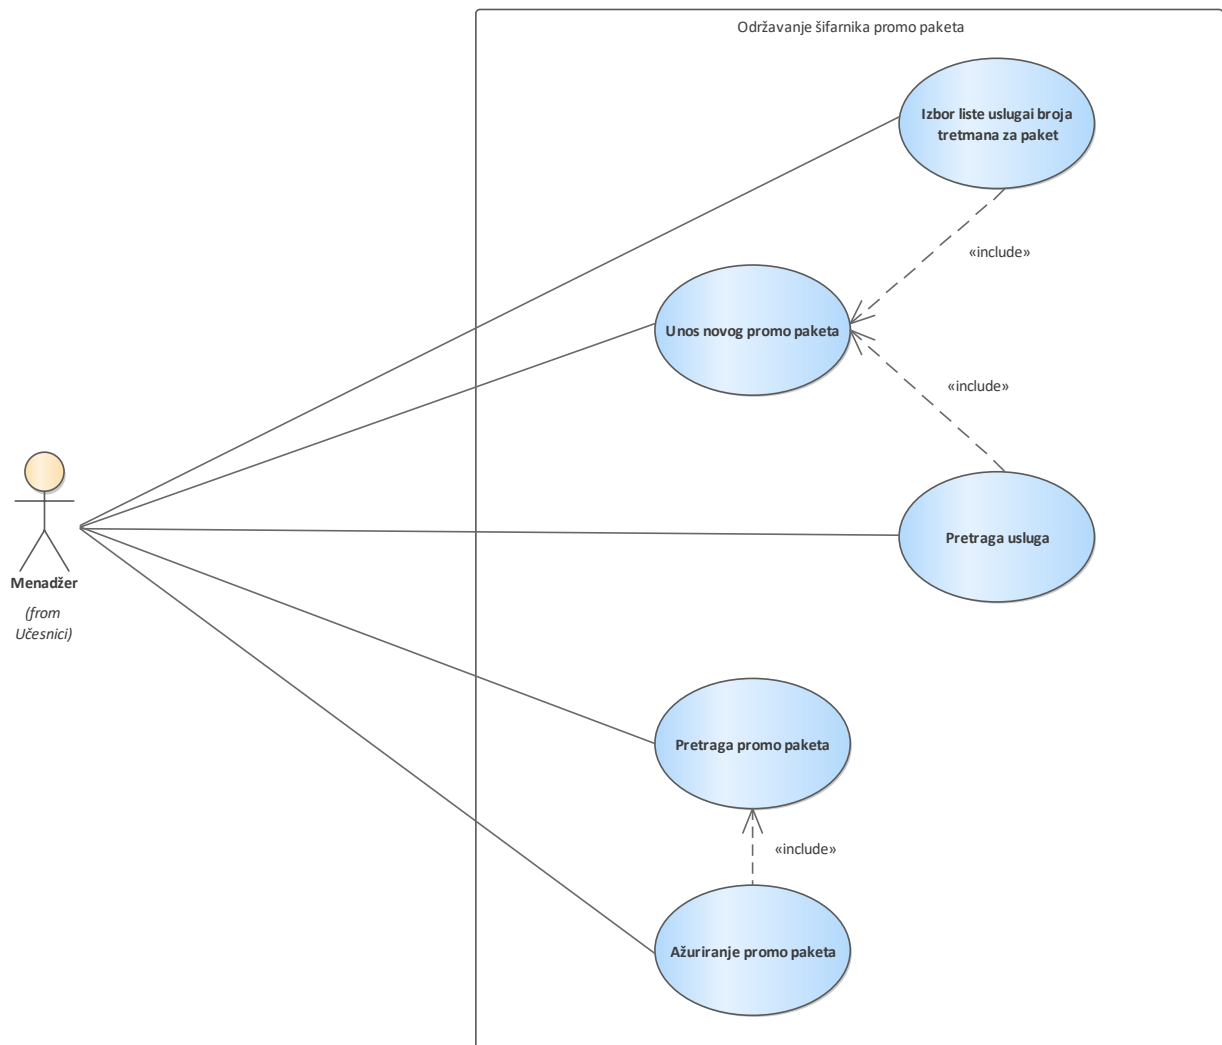 Održavanje šifarnika promo paketa
Izbor liste uslugai broja
tretmana za paket
«include»
Unos novog promo paketa
«include»
Pretraga usluga
Menadžer
(from
Učesnici)
Pretraga promo paketa
«include»
Ažuriranje promo paketa